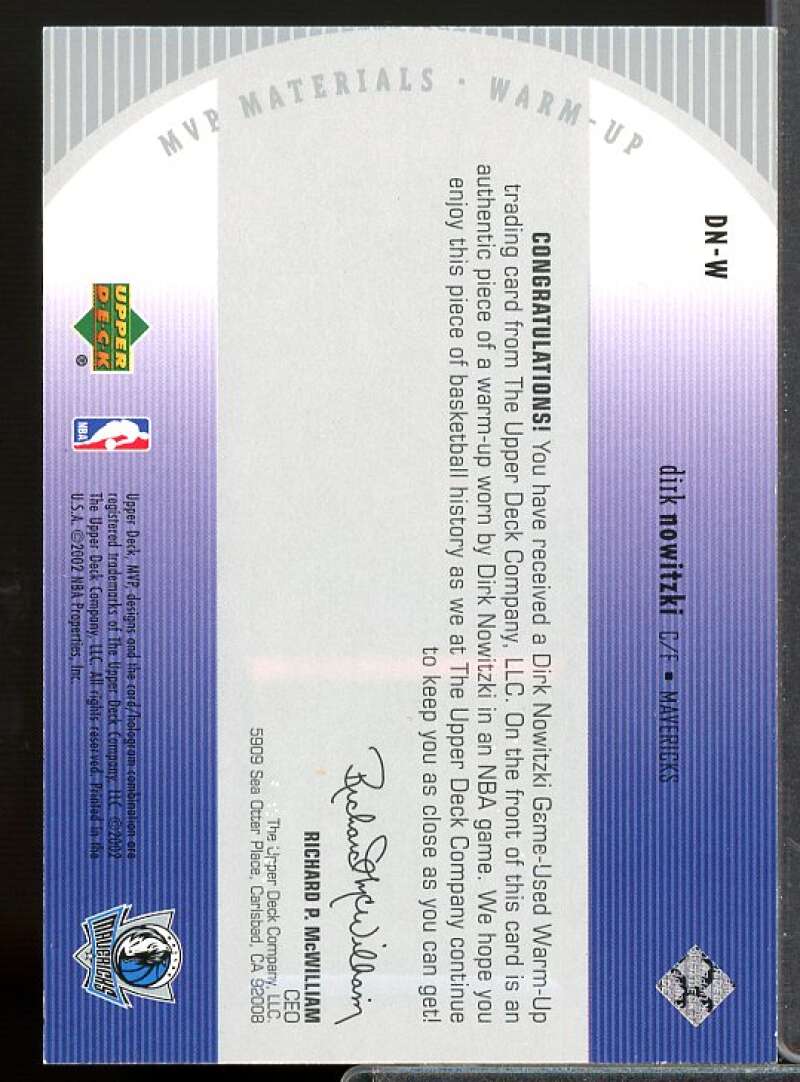 MVP MATERIALS · WARM-UP
DN-W
dirk nowitzki C/F ▪ MAVERICKS
CONGRATULATIONS! You have received a Dirk Nowitzki Game-Used Warm-Up
trading card from The Upper Deck Company, LLC. On the front of this card is an
authentic piece of a warm-up worn by Dirk Nowitzki in an NBA game. We hope you
enjoy this piece of basketball history as we at The Upper Deck Company continue
to keep you as close as you can get!
Richard P. McWilliam
RICHARD P. McWILLIAM
CEO
The Upper Deck Company, LLC.
5909 Sea Otter Place, Carlsbad, CA 92008
UPPER
DECK
®
NBA
Upper Deck, MVP, designs and the card/hologram combination are
registered trademarks of The Upper Deck Company, LLC. ©2002
The Upper Deck Company, LLC. All rights reserved. Printed in the
U.S.A. ©2002 NBA Properties, Inc.
MAVERICKS